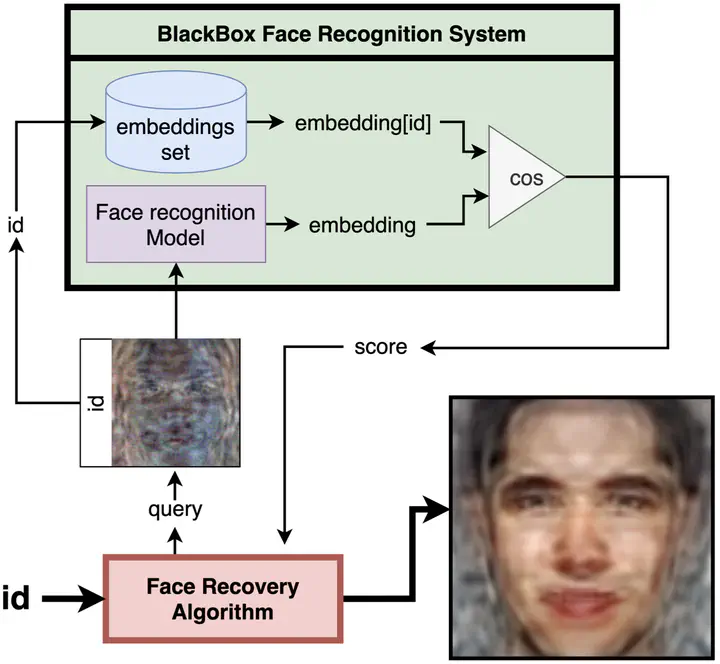 BlackBox Face Recognition System
embeddings
set
embedding[id]
cos
Face recognition
Model
embedding
id
id
score
query
id
Face Recovery
Algorithm